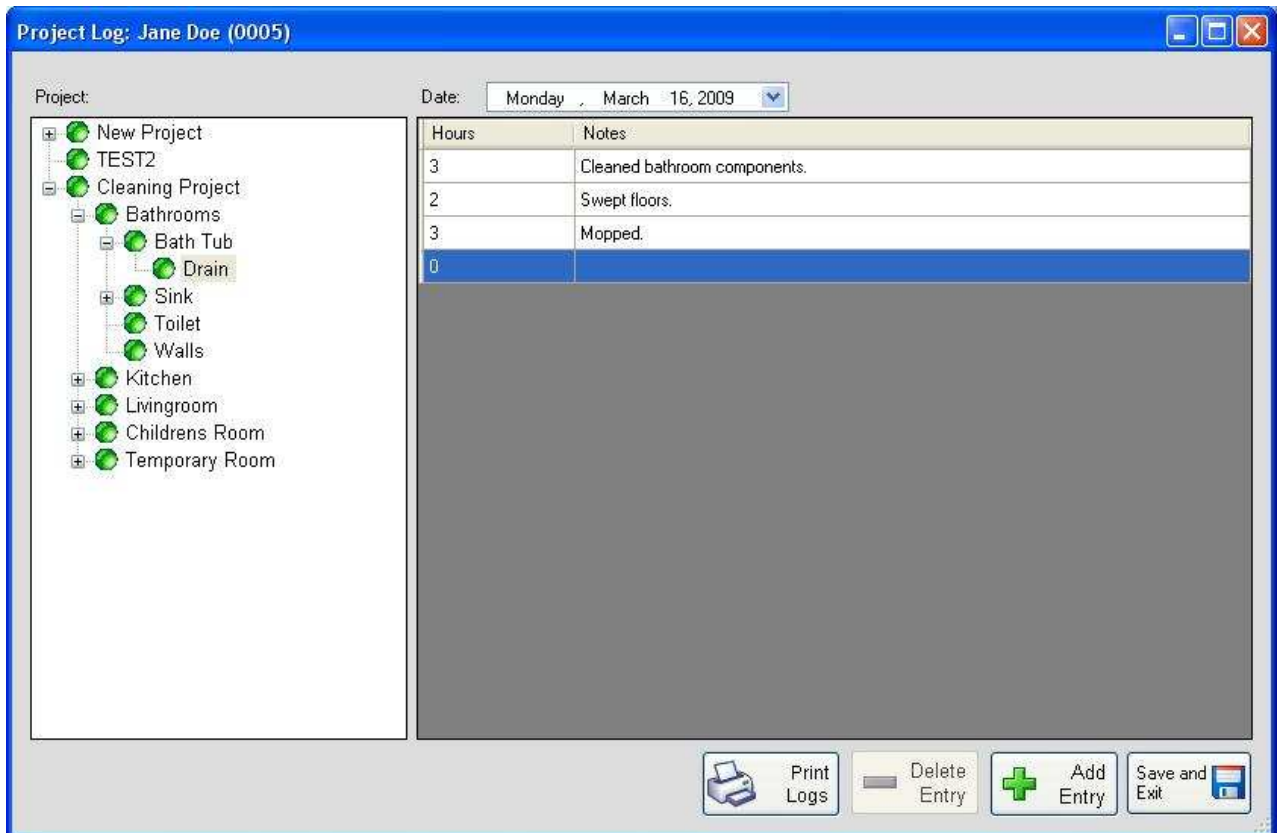 Project Log: Jane Doe (0005)
Project:
Date: Monday , March 16, 2009
New Project
TEST2
Cleaning Project
Bathrooms
Bath Tub
Drain
Sink
Toilet
Walls
Kitchen
Livingroom
Childrens Room
Temporary Room
Hours Notes
3 Cleaned bathroom components.
2 Swept floors.
3 Mopped.
0
Print
Logs
Delete
Entry
Add
Entry
Save and
Exit